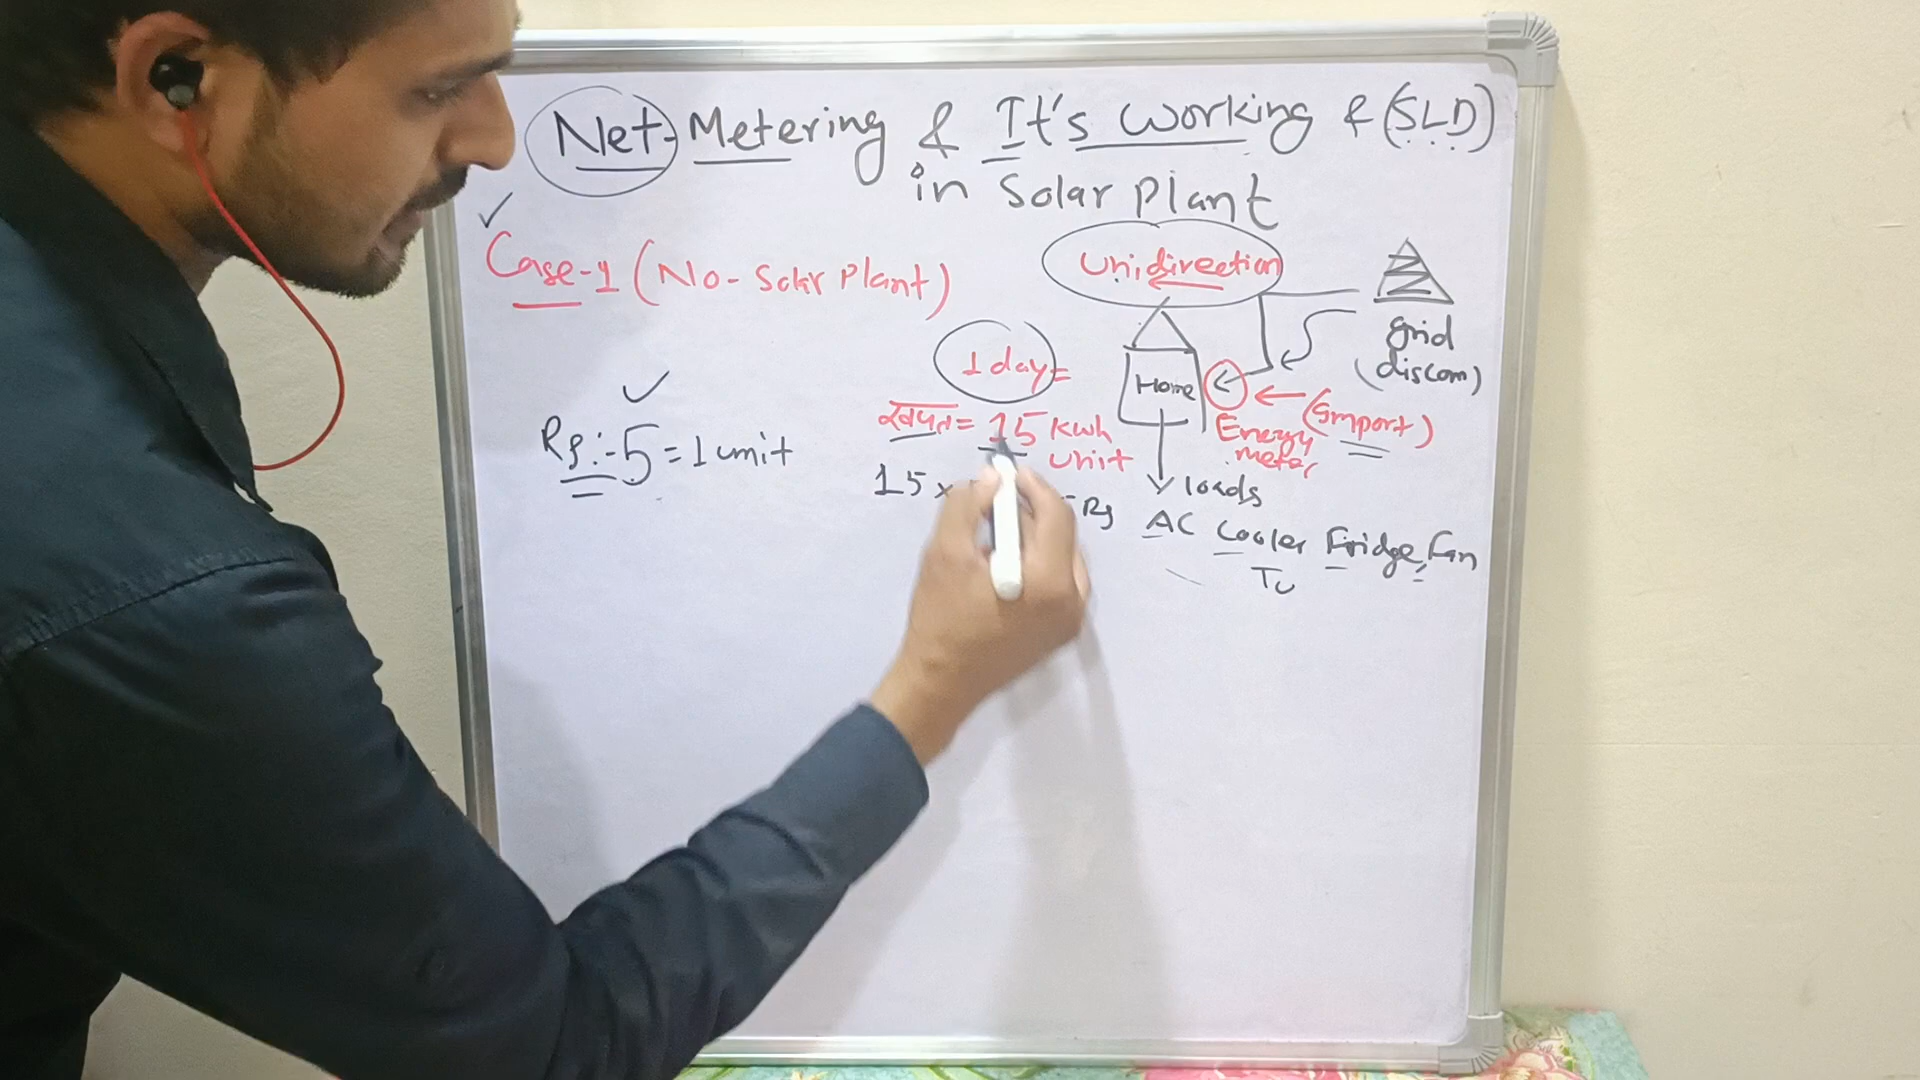 Net-Metering & It's Working & (SLD)
in Solar Plant
Case-1 (No-Solar Plant)
Unidirection
grid
(discom)
1 day=
Home
खपत = 15 kwh
unit
(Import)
Energy
meter
Rs:-5 = 1 unit
15 ×
Rs
loads
AC Cooler Fridge, Fan
TV